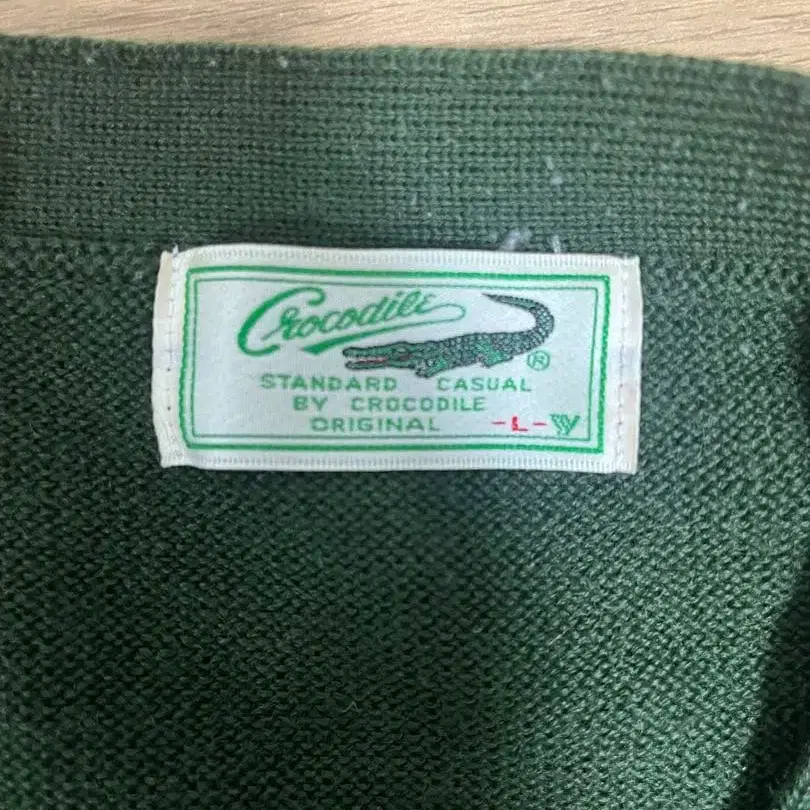 Crocodile
®
STANDARD CASUAL
BY CROCODILE
ORIGINAL -L-